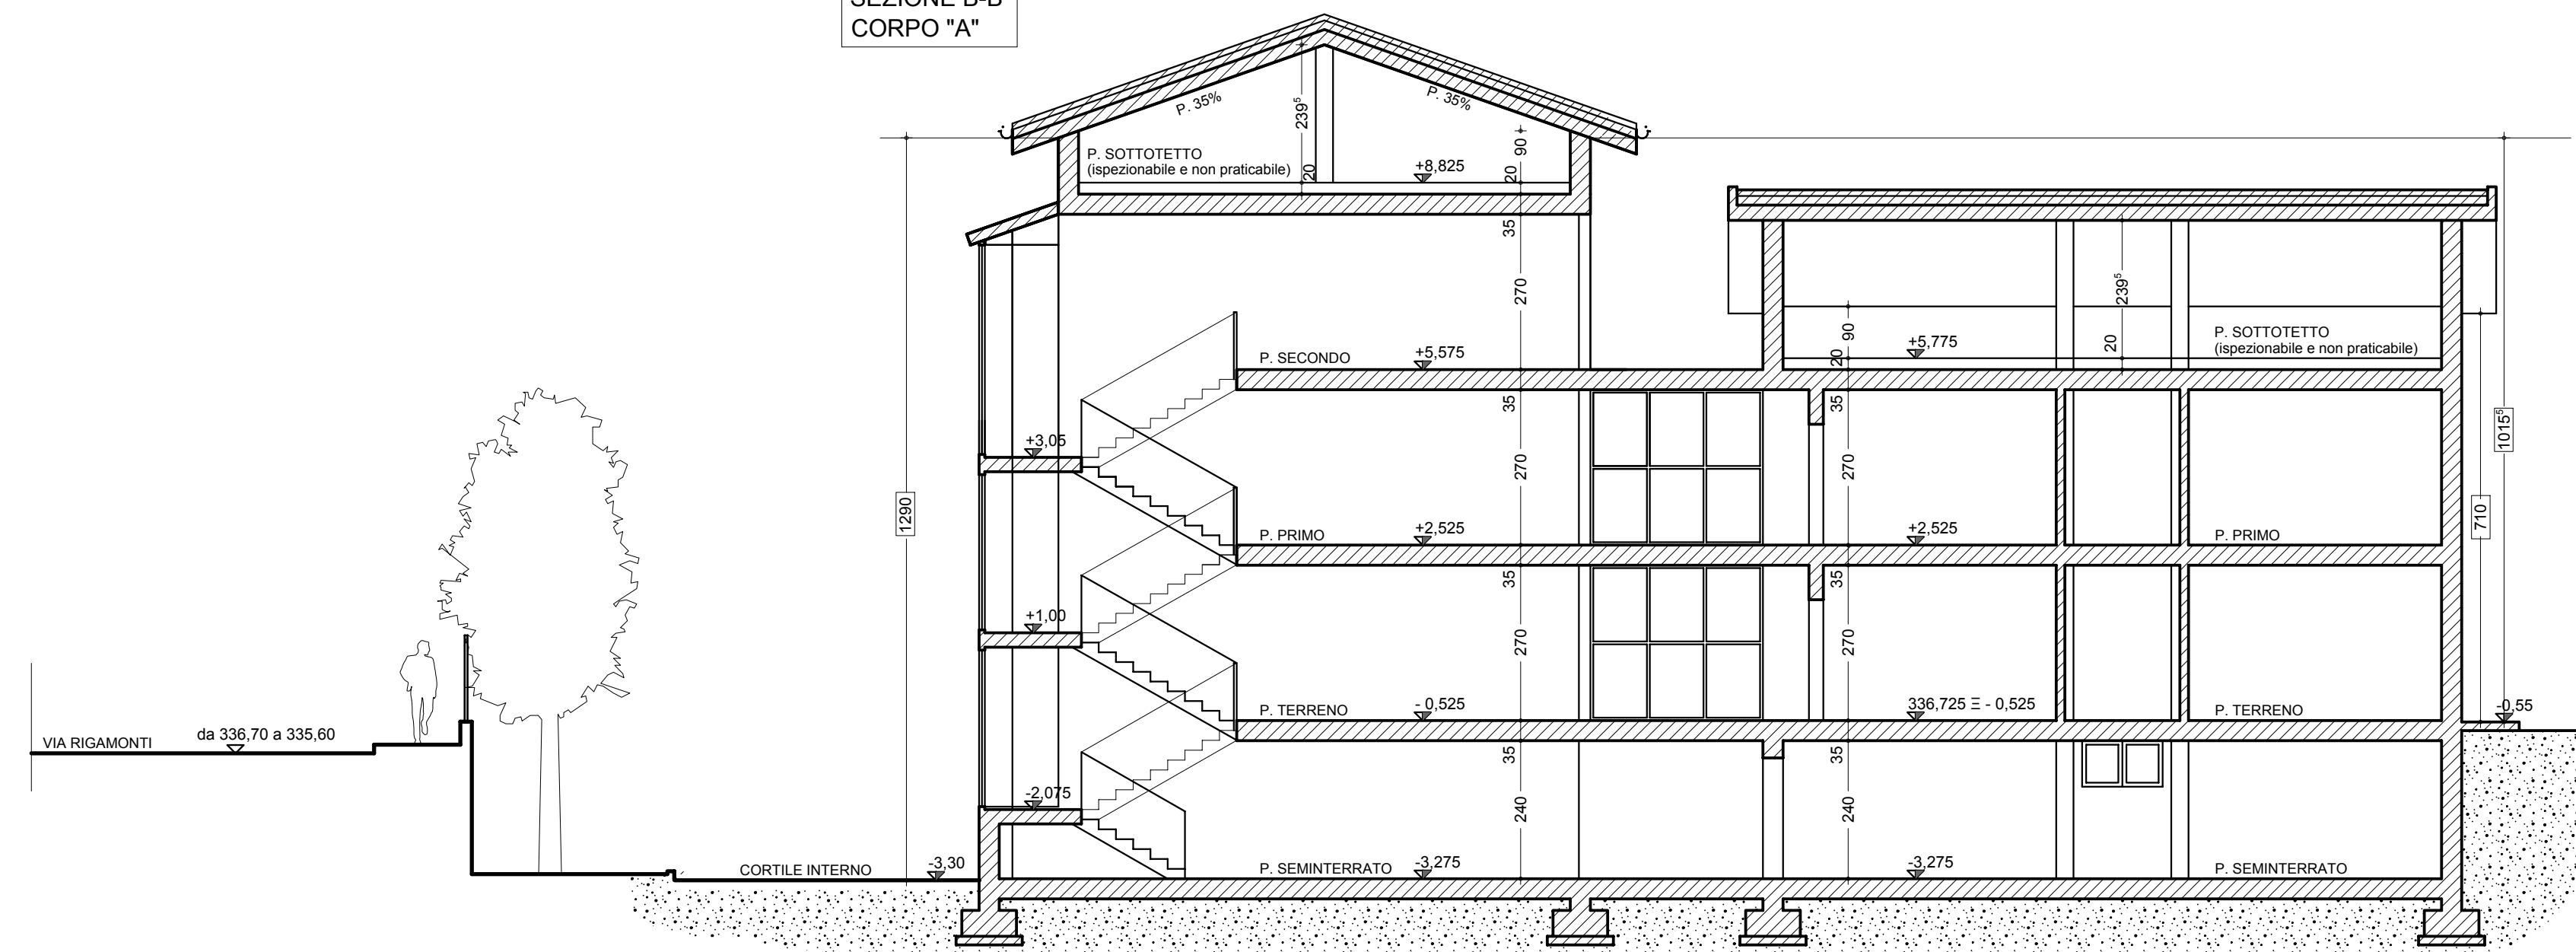 SEZIONE B-B
CORPO "A"
P. 35%
P. 35%
239⁵
20
90
20
P. SOTTOTETTO
(ispezionabile e non praticabile)
+8,825
35
270
239⁵
90
20
20
P. SOTTOTETTO
(ispezionabile e non praticabile)
P. SECONDO
+5,575
+5,775
35
35
1015⁵
+3,05
270
270
1290
710
P. PRIMO
+2,525
+2,525
P. PRIMO
35
35
+1,00
270
270
P. TERRENO
- 0,525
336,725 Ξ - 0,525
P. TERRENO
-0,55
VIA RIGAMONTI
da 336,70 a 335,60
35
35
-2,075
240
240
CORTILE INTERNO
-3,30
P. SEMINTERRATO
-3,275
-3,275
P. SEMINTERRATO